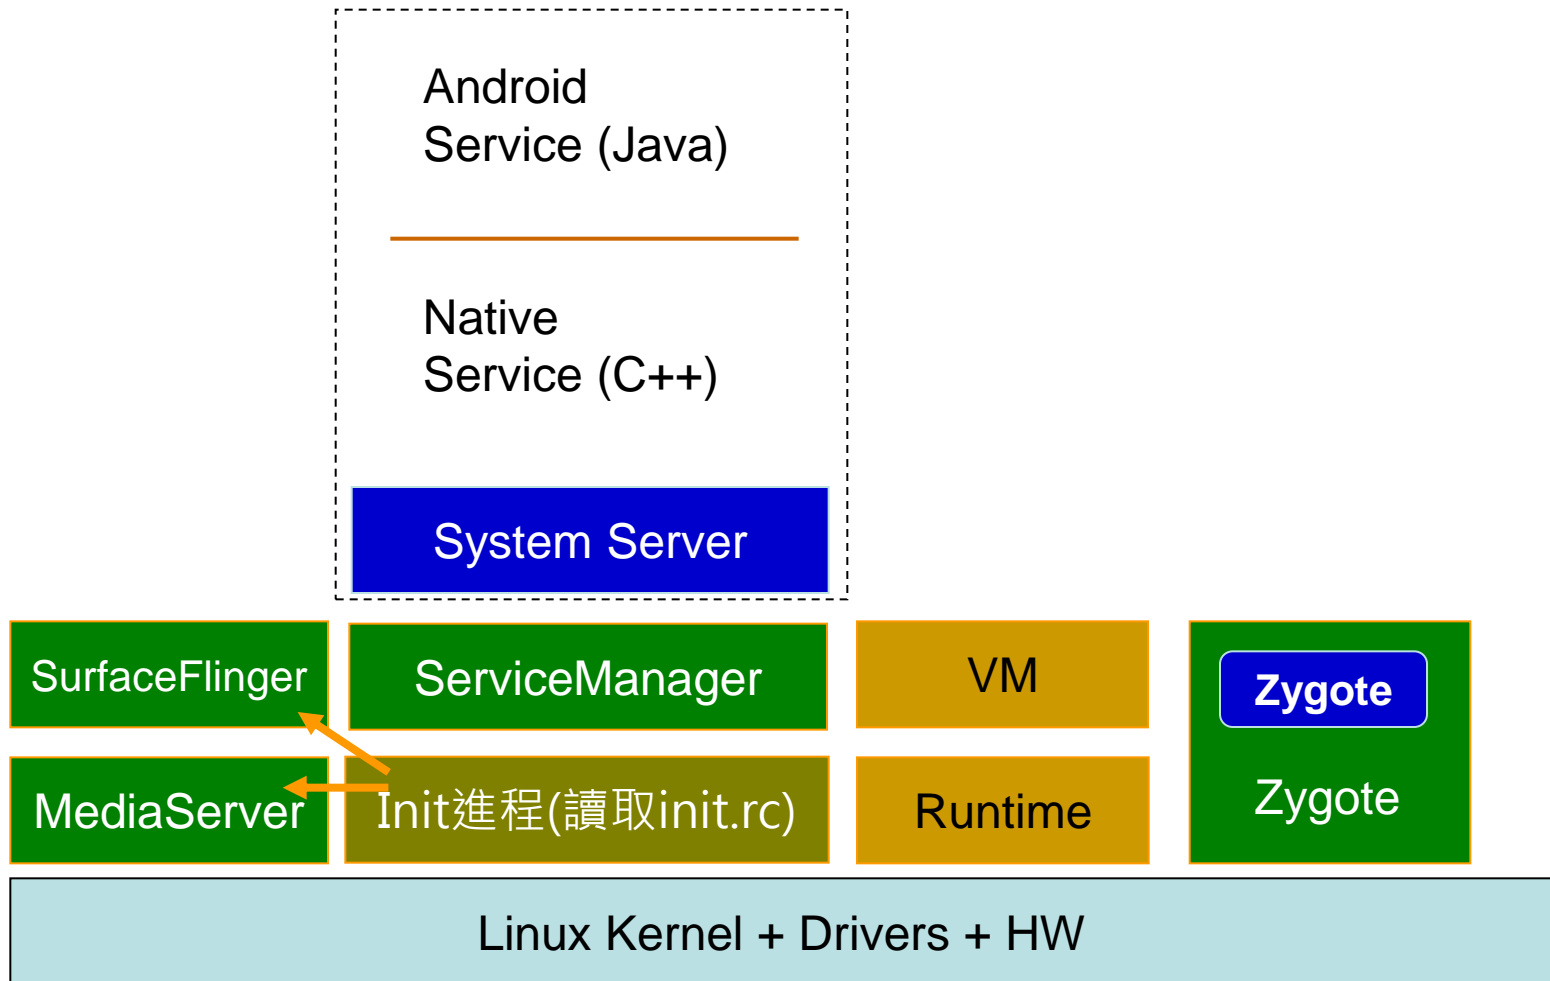 Android
Service (Java)
Native
Service (C++)
System Server
SurfaceFlinger
ServiceManager
VM
Zygote
MediaServer
Init進程(讀取init.rc)
Runtime
Zygote
Linux Kernel + Drivers + HW